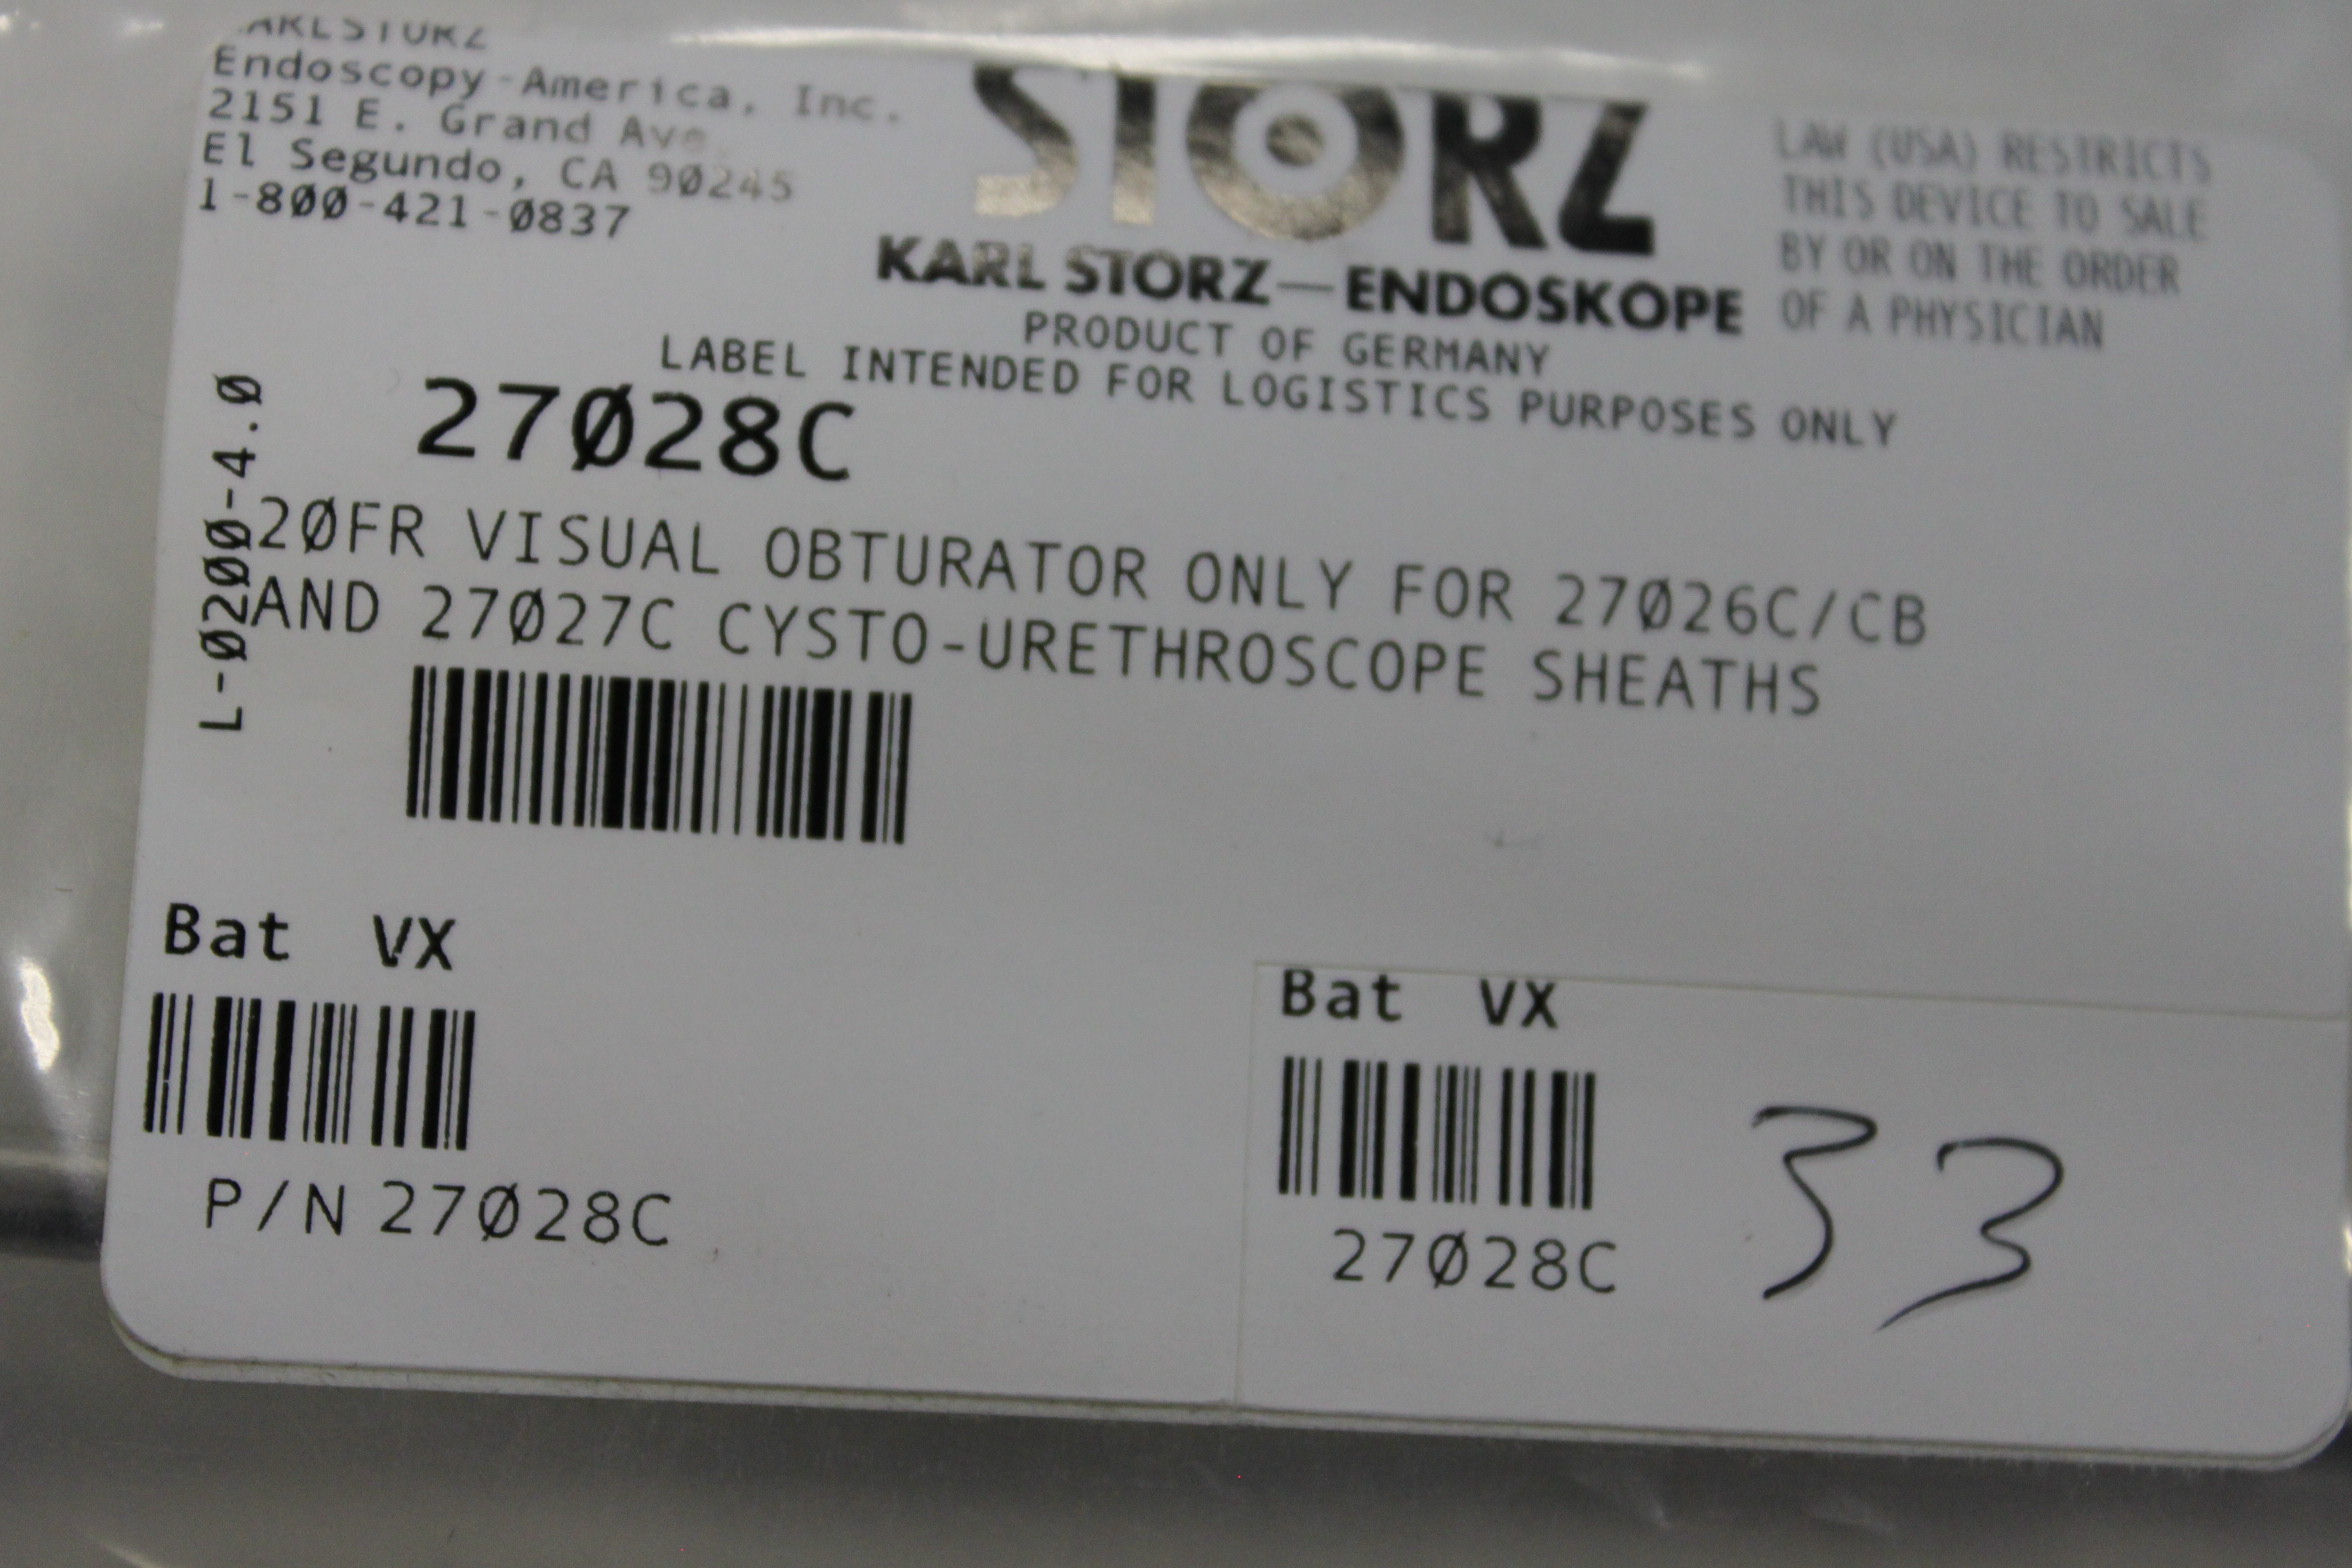 KARL STORZ
Endoscopy-America, Inc.
2151 E. Grand Ave.
El Segundo, CA 90245
1-800-421-0837
STORZ
KARL STORZ—ENDOSKOPE
PRODUCT OF GERMANY
LABEL INTENDED FOR LOGISTICS PURPOSES ONLY
LAW (USA) RESTRICTS
THIS DEVICE TO SALE
BY OR ON THE ORDER
OF A PHYSICIAN
L-0200-4.0
27028C
20FR VISUAL OBTURATOR ONLY FOR 27026C/CB
AND 27027C CYSTO-URETHROSCOPE SHEATHS
Bat VX
P/N 27028C
Bat VX
27028C
33